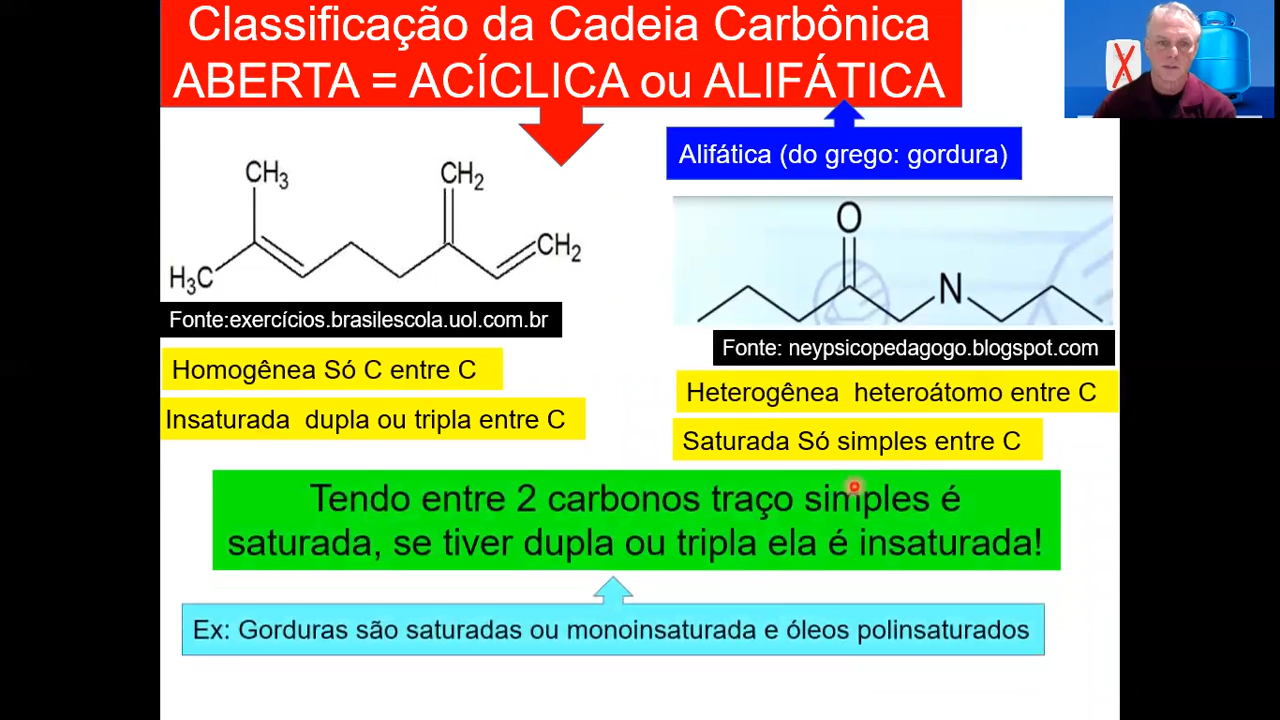 Classificação da Cadeia Carbônica
ABERTA = ACÍCLICA ou ALIFÁTICA
Alifática (do grego: gordura)
CH3
CH2
CH2
H3C
O
N
Fonte:exercícios.brasilescola.uol.com.br
Fonte: neypsicopedagogo.blogspot.com
Homogênea Só C entre C
Insaturada dupla ou tripla entre C
Heterogênea heteroátomo entre C
Saturada Só simples entre C
Tendo entre 2 carbonos traço simples é
saturada, se tiver dupla ou tripla ela é insaturada!
Ex: Gorduras são saturadas ou monoinsaturada e óleos polinsaturados